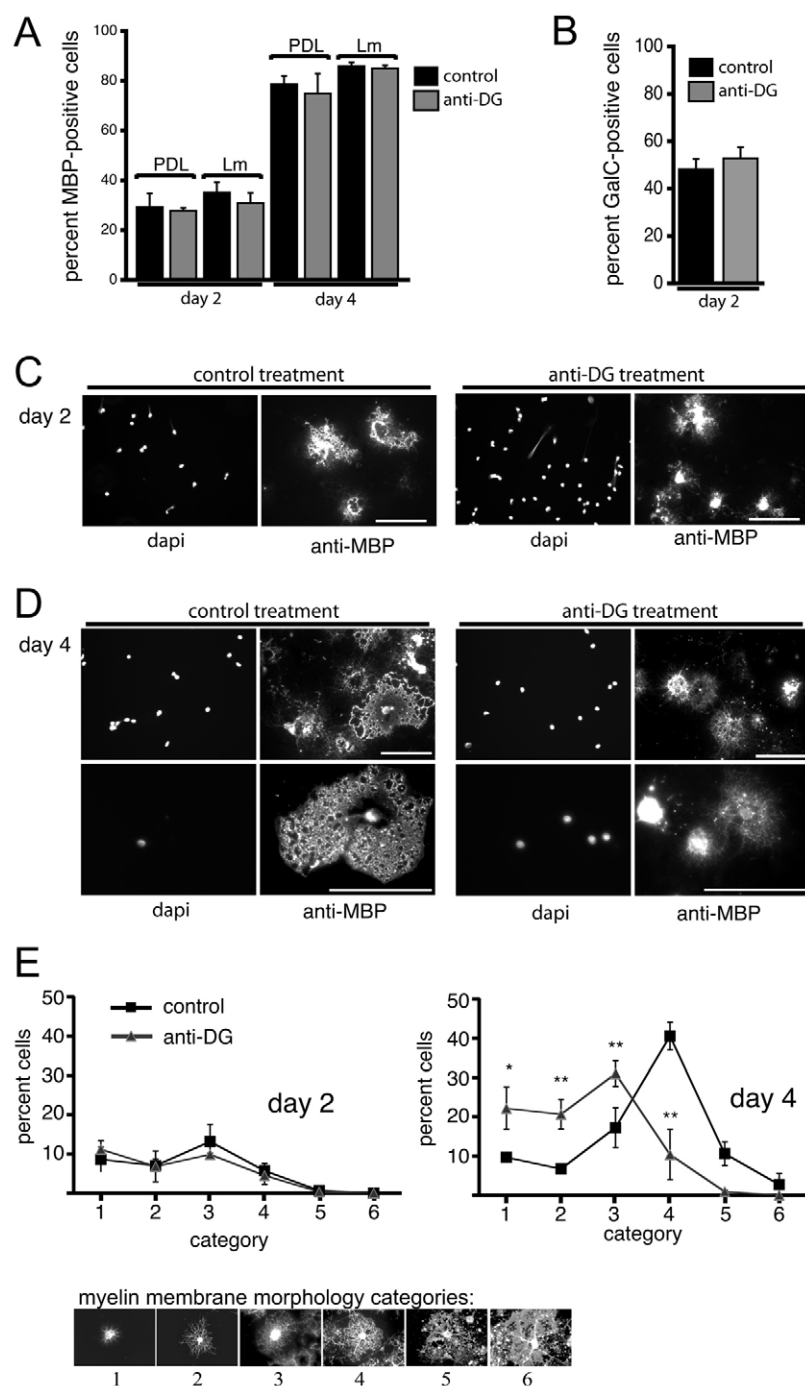 A
percent MBP-positive cells
100
80
60
40
20
0
PDL
Lm
PDL
Lm
control
anti-DG
day 2
day 4
B
percent GalC-positive cells
100
80
60
40
20
0
control
anti-DG
day 2
C
control treatment
anti-DG treatment
day 2
dapi
anti-MBP
dapi
anti-MBP
D
control treatment
anti-DG treatment
day 4
dapi
anti-MBP
dapi
anti-MBP
E
percent cells
50
40
30
20
10
control
anti-DG
day 2
1 2 3 4 5 6
category
percent cells
50
40
30
20
10
*
**
**
**
day 4
1 2 3 4 5 6
category
myelin membrane morphology categories:
1 2 3 4 5 6